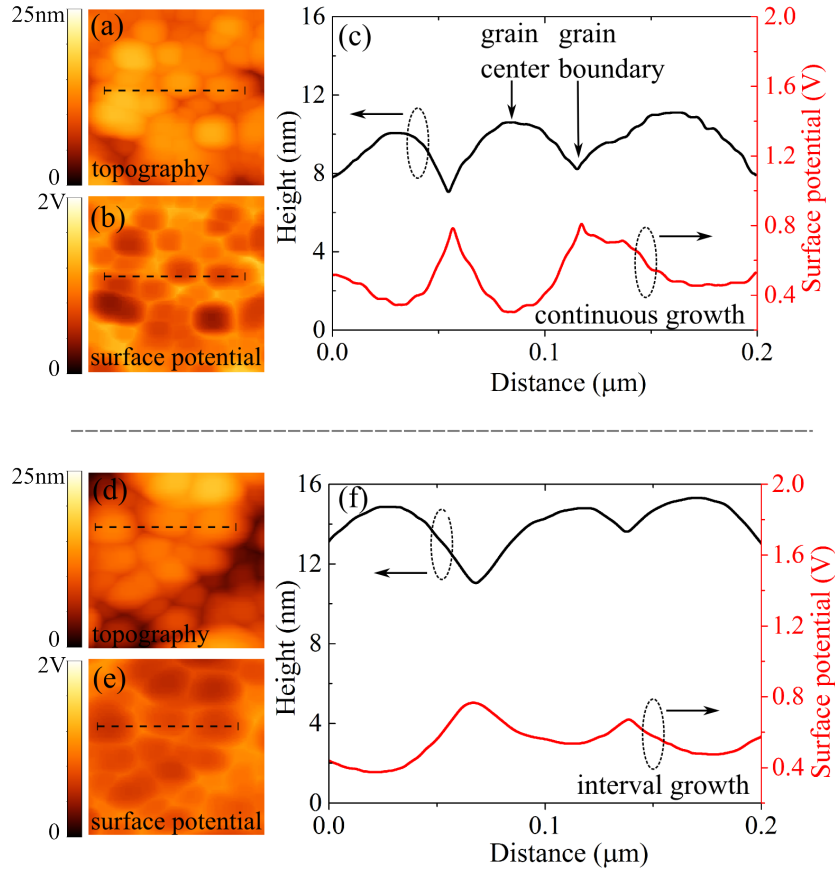 25nm
(a)
0
topography
2V
(b)
0
surface potential
(c)
grain
center
grain
boundary
continuous growth
16
12
8
4
0
Height (nm)
2.0
1.6
1.2
0.8
0.4
Surface potential (V)
0.0
0.1
0.2
Distance (μm)
25nm
(d)
0
topography
2V
(e)
0
surface potential
(f)
interval growth
16
12
8
4
0
Height (nm)
2.0
1.6
1.2
0.8
0.4
Surface potential (V)
0.0
0.1
0.2
Distance (μm)